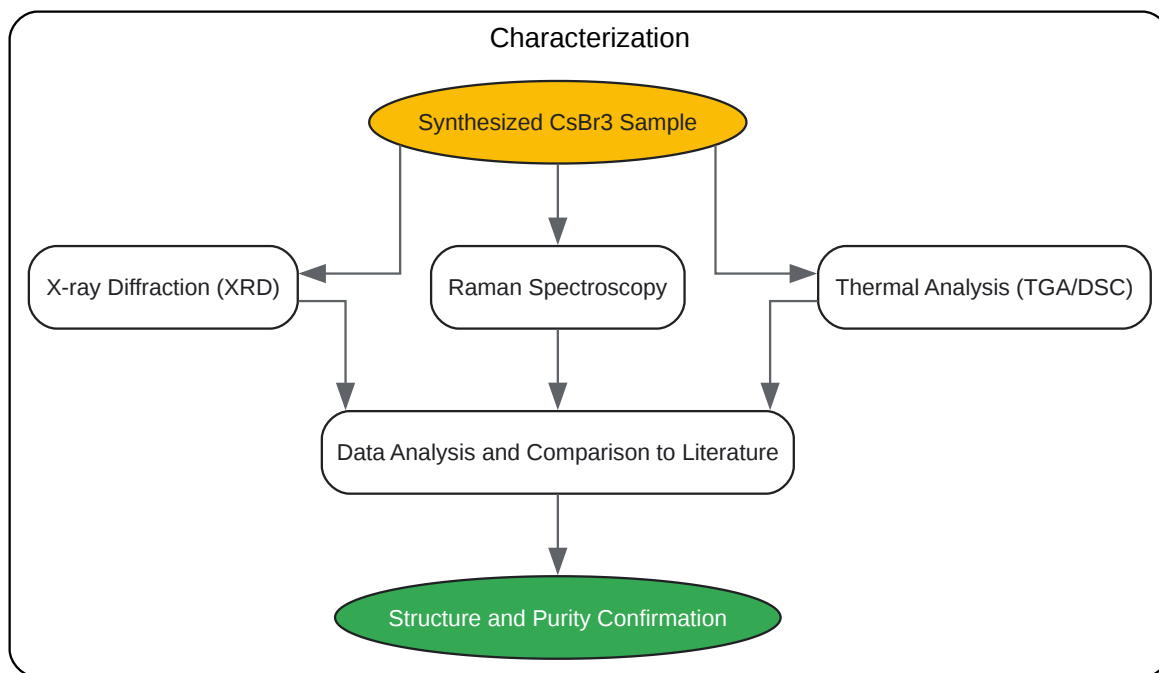 Characterization
Synthesized CsBr3 Sample
X-ray Diffraction (XRD)
Raman Spectroscopy
Thermal Analysis (TGA/DSC)
Data Analysis and Comparison to Literature
Structure and Purity Confirmation